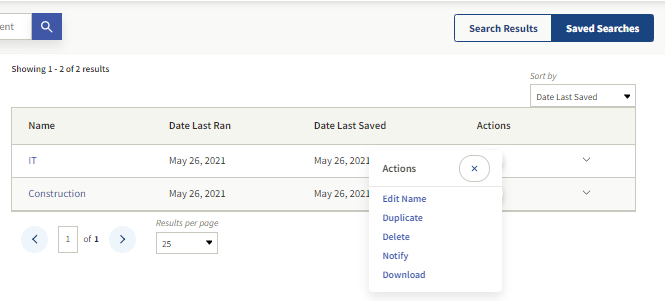 ent
Search Results Saved Searches
Showing 1 - 2 of 2 results
Sort by
Date Last Saved
Name Date Last Ran Date Last Saved Actions
IT May 26, 2021 May 26, 2021
Construction May 26, 2021 May 26, 2021
Actions
Edit Name
Duplicate
Delete
Notify
Download
1 of 1
Results per page
25